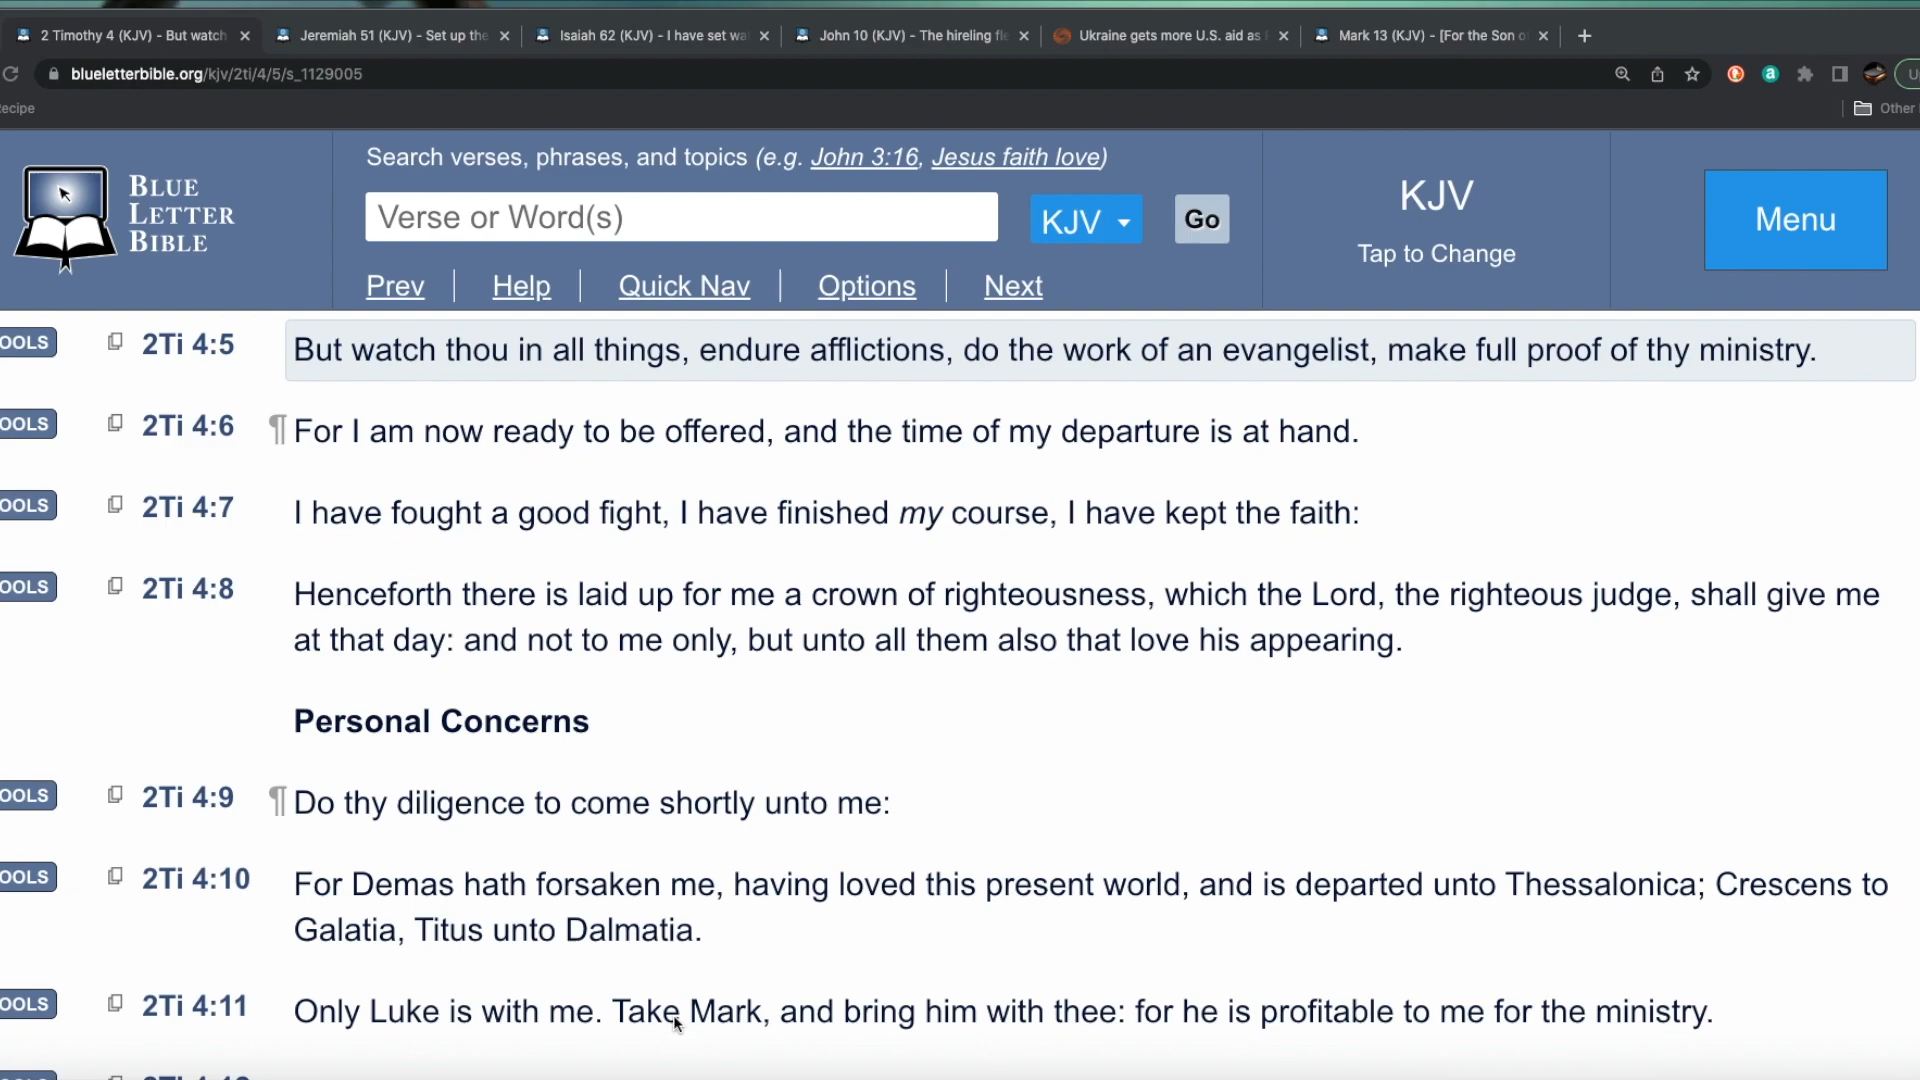 2 Timothy 4 (KJV) - But watch
Jeremiah 51 (KJV) - Set up the
Isaiah 62 (KJV) - I have set wa
John 10 (KJV) - The hireling fle
Ukraine gets more U.S. aid as
Mark 13 (KJV) - [For the Son o
blueletterbible.org/kjv/2ti/4/5/s_1129005
ecipe
Other
BLUE
LETTER
BIBLE
Search verses, phrases, and topics (e.g. John 3:16, Jesus faith love)
Verse or Word(s)
KJV
Go
KJV
Tap to Change
Menu
Prev
Help
Quick Nav
Options
Next
OOLS 2Ti 4:5 But watch thou in all things, endure afflictions, do the work of an evangelist, make full proof of thy ministry.
OOLS 2Ti 4:6 ¶ For I am now ready to be offered, and the time of my departure is at hand.
OOLS 2Ti 4:7 I have fought a good fight, I have finished my course, I have kept the faith:
OOLS 2Ti 4:8 Henceforth there is laid up for me a crown of righteousness, which the Lord, the righteous judge, shall give me
at that day: and not to me only, but unto all them also that love his appearing.
Personal Concerns
OOLS 2Ti 4:9 ¶ Do thy diligence to come shortly unto me:
OOLS 2Ti 4:10 For Demas hath forsaken me, having loved this present world, and is departed unto Thessalonica; Crescens to
Galatia, Titus unto Dalmatia.
OOLS 2Ti 4:11 Only Luke is with me. Take Mark, and bring him with thee: for he is profitable to me for the ministry.